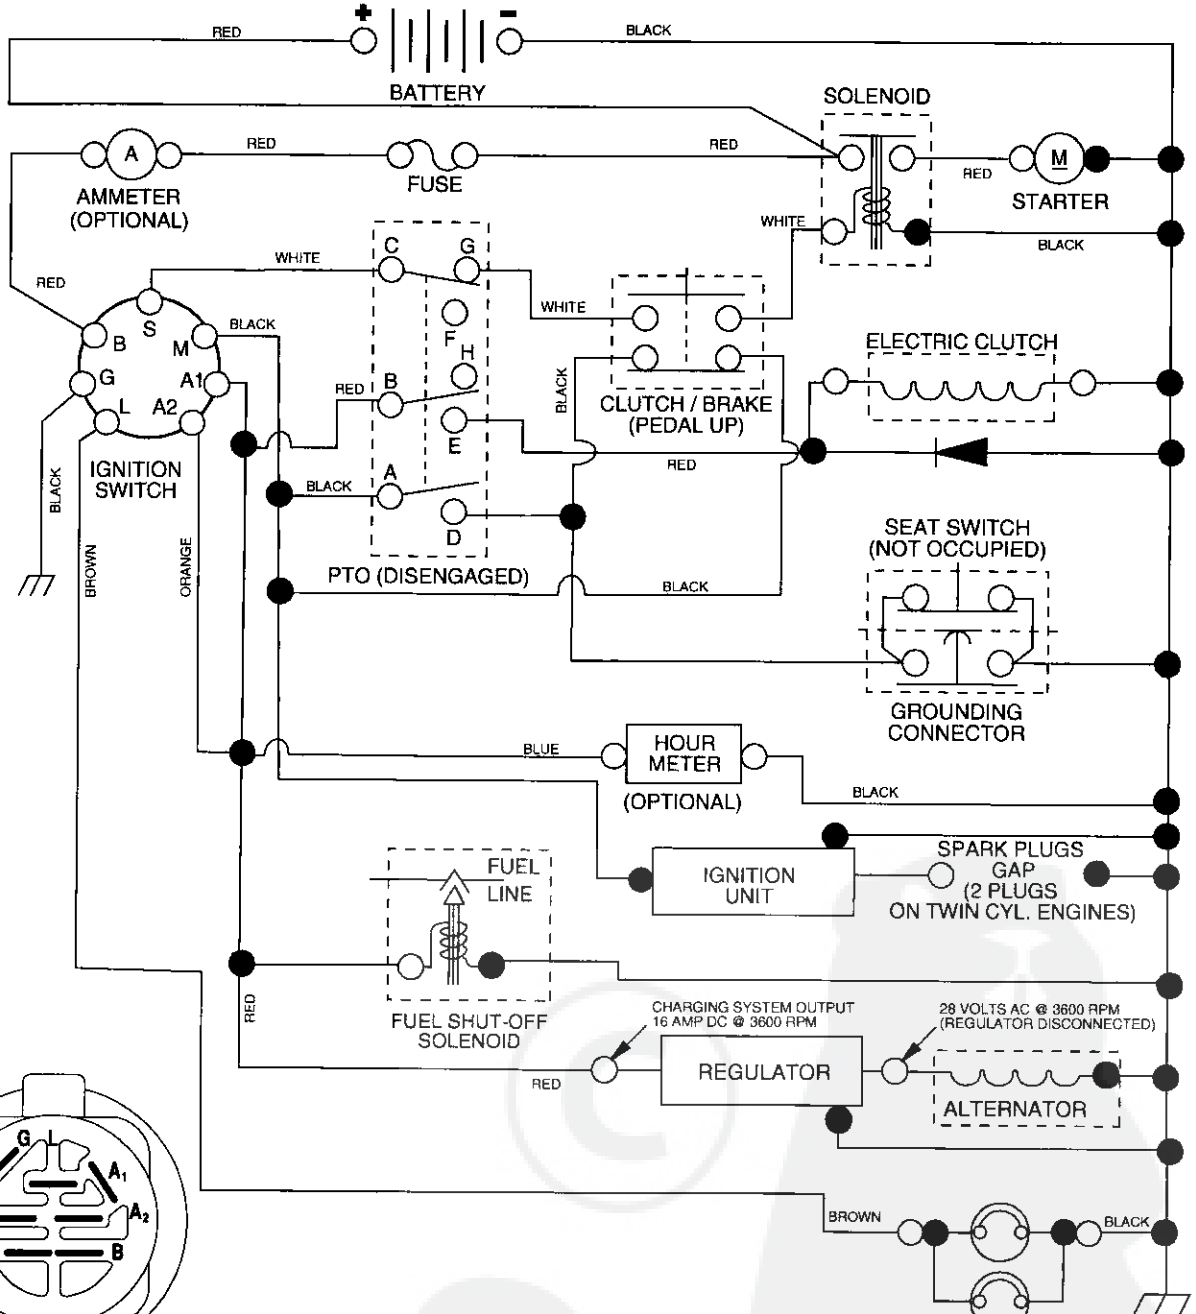 + -
RED
BLACK
BATTERY
SOLENOID
A
RED
RED
RED
M
AMMETER
(OPTIONAL)
FUSE
STARTER
WHITE
BLACK
C G
WHITE
RED
WHITE
S
B
M
BLACK
F
H
ELECTRIC CLUTCH
G
A1
L
A2
RED
B
BLACK
CLUTCH / BRAKE
(PEDAL UP)
E
RED
IGNITION
SWITCH
BLACK
A
BLACK
D
SEAT SWITCH
(NOT OCCUPIED)
BROWN
ORANGE
PTO (DISENGAGED)
BLACK
GROUNDING
CONNECTOR
BLUE
HOUR
METER
(OPTIONAL)
BLACK
FUEL
LINE
IGNITION
UNIT
SPARK PLUGS
GAP
(2 PLUGS
ON TWIN CYL. ENGINES)
RED
FUEL SHUT-OFF
SOLENOID
CHARGING SYSTEM OUTPUT
16 AMP DC @ 3600 RPM
28 VOLTS AC @ 3600 RPM
(REGULATOR DISCONNECTED)
RED
REGULATOR
ALTERNATOR
G L
A1
A2
B
BROWN
BLACK
©